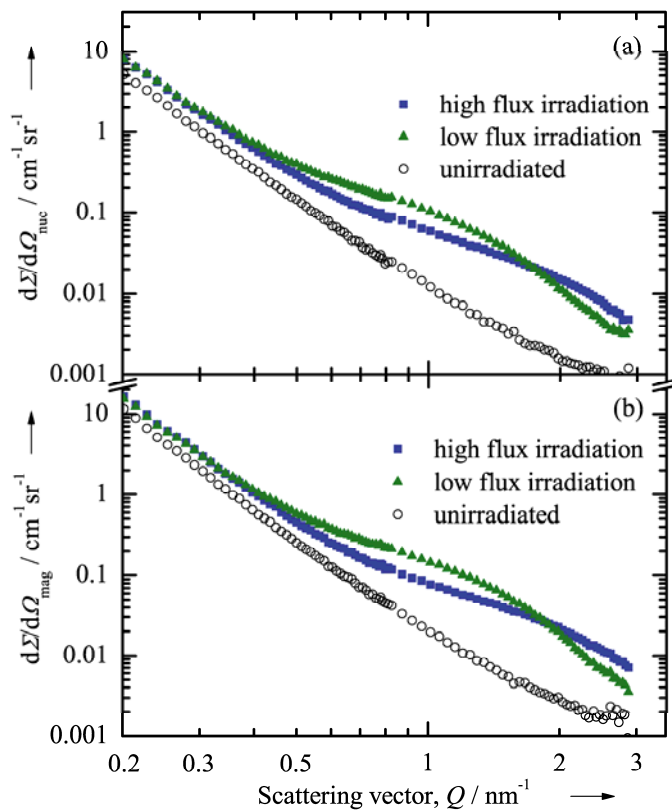 (a)
10
1
0.1
0.01
0.001
dΣ/dΩnuc / cm-1 sr-1
high flux irradiation
low flux irradiation
unirradiated
(b)
10
1
0.1
0.01
0.001
dΣ/dΩmag / cm-1 sr-1
high flux irradiation
low flux irradiation
unirradiated
0.2 0.3 0.5 1 2 3
Scattering vector, Q / nm-1